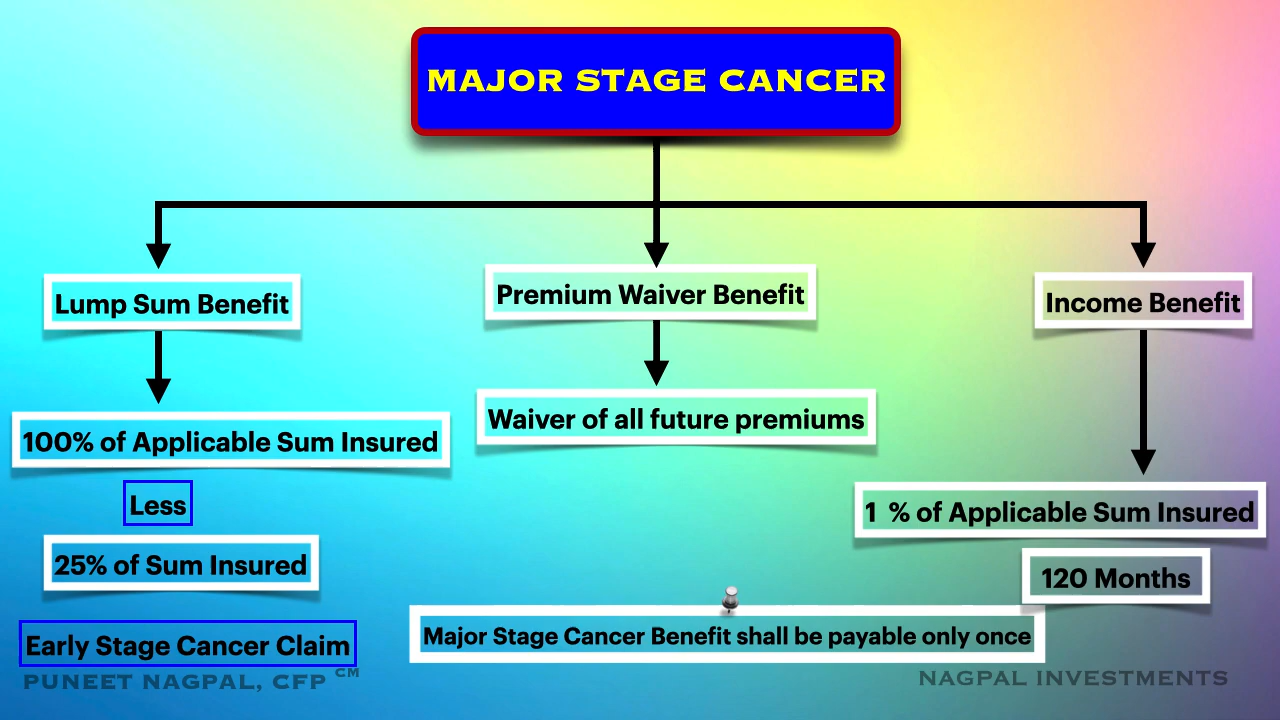 MAJOR STAGE CANCER
Lump Sum Benefit
Premium Waiver Benefit
Income Benefit
100% of Applicable Sum Insured
Waiver of all future premiums
Less
25% of Sum Insured
1 % of Applicable Sum Insured
120 Months
Early Stage Cancer Claim
Major Stage Cancer Benefit shall be payable only once
PUNEET NAGPAL, CFP CM
NAGPAL INVESTMENTS